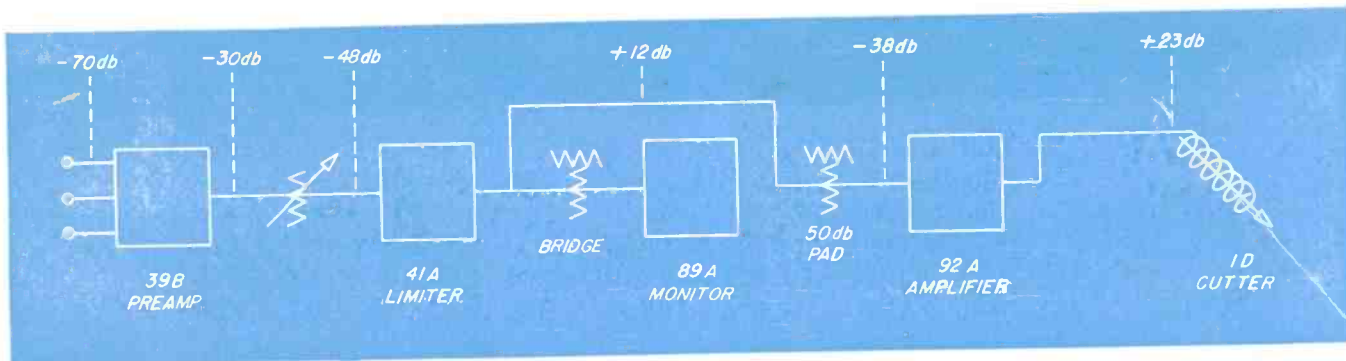 -70db
-30db
-48db
+12db
-38db
+23db
39B
PREAMP.
41A
LIMITER.
BRIDGE
89A
MONITOR
50db
PAD
92A
AMPLIFIER
1D
CUTTER